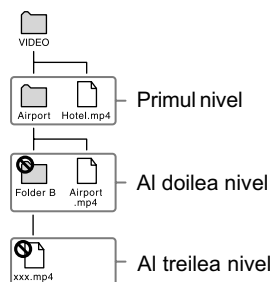 VIDEO
Airport Hotel.mp4
Primul nivel
Folder B Airport
.mp4
Al doilea nivel
xxx.mp4
Al treilea nivel